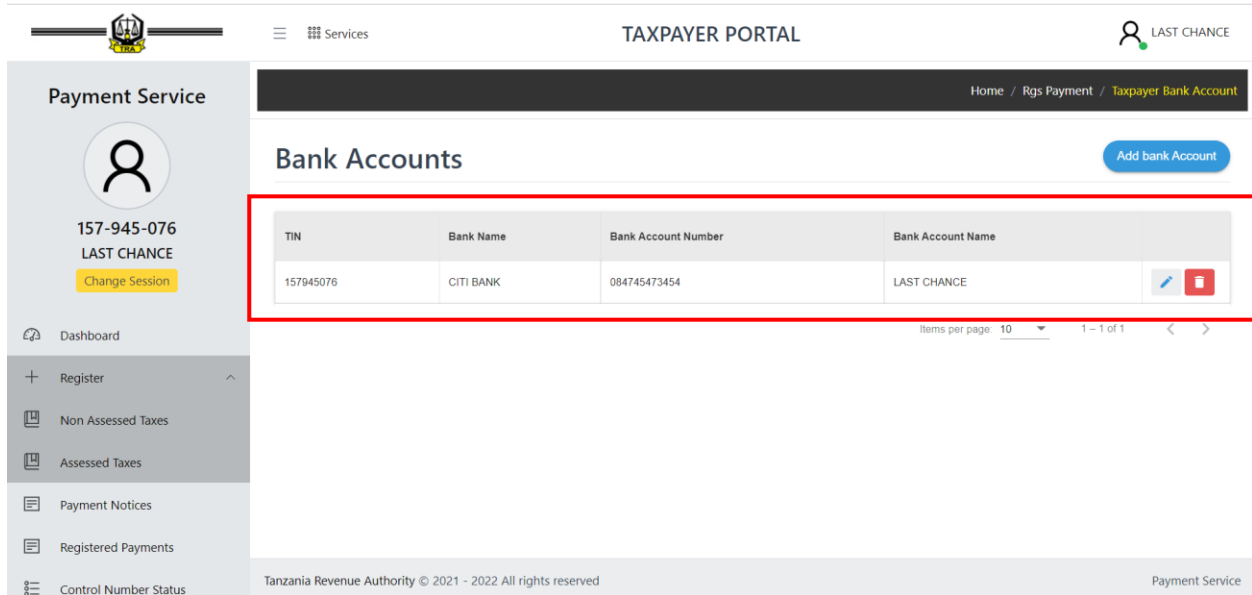 TRA
Services
TAXPAYER PORTAL
LAST CHANCE
Payment Service
157-945-076
LAST CHANCE
Change Session
Dashboard
Register
Non Assessed Taxes
Assessed Taxes
Payment Notices
Registered Payments
Control Number Status
Home / Rgs Payment / Taxpayer Bank Account
Bank Accounts
Add bank Account
TIN Bank Name Bank Account Number Bank Account Name
157945076 CITI BANK 084745473454 LAST CHANCE
Items per page: 10 1 – 1 of 1
Tanzania Revenue Authority © 2021 - 2022 All rights reserved
Payment Service